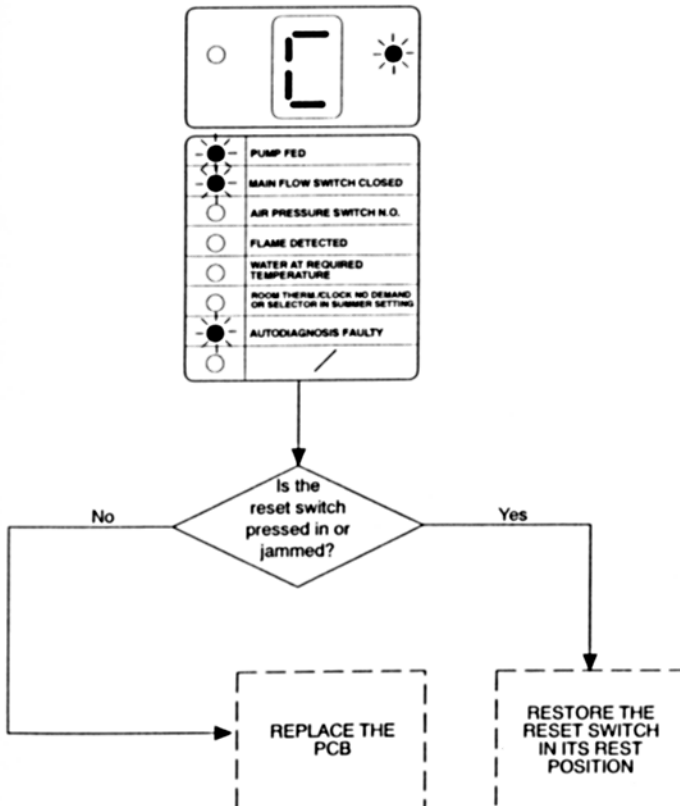 C
PUMP FED
MAIN FLOW SWITCH CLOSED
AIR PRESSURE SWITCH N.O.
FLAME DETECTED
WATER AT REQUIRED
TEMPERATURE
ROOM THERM./CLOCK NO DEMAND
OR SELECTOR IN SUMMER SETTING
AUTODIAGNOSIS FAULTY
/
Is the
reset switch
pressed in or
jammed?
No
Yes
REPLACE THE
PCB
RESTORE THE
RESET SWITCH
IN ITS REST
POSITION